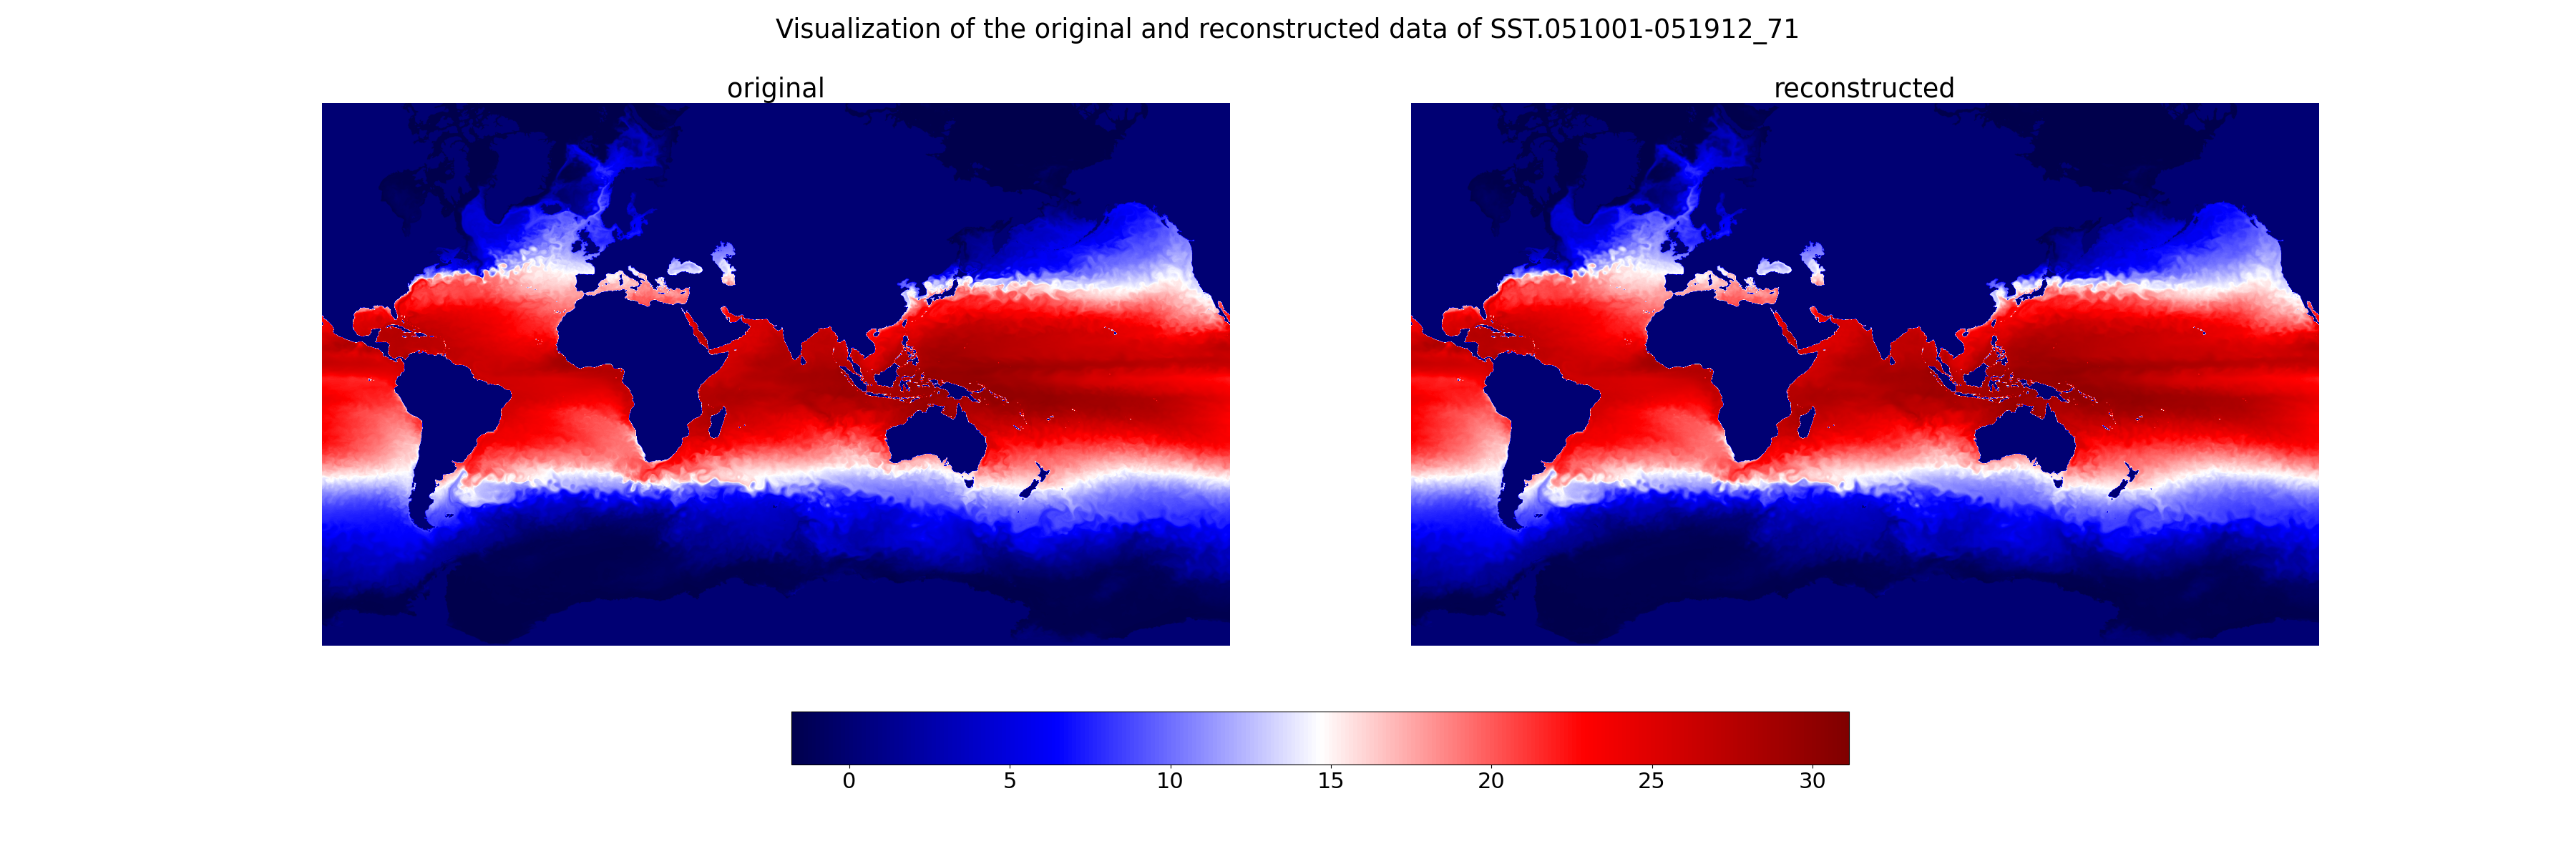 Visualization of the original and reconstructed data of SST.051001-051912_71
original
reconstructed
0 5 10 15 20 25 30